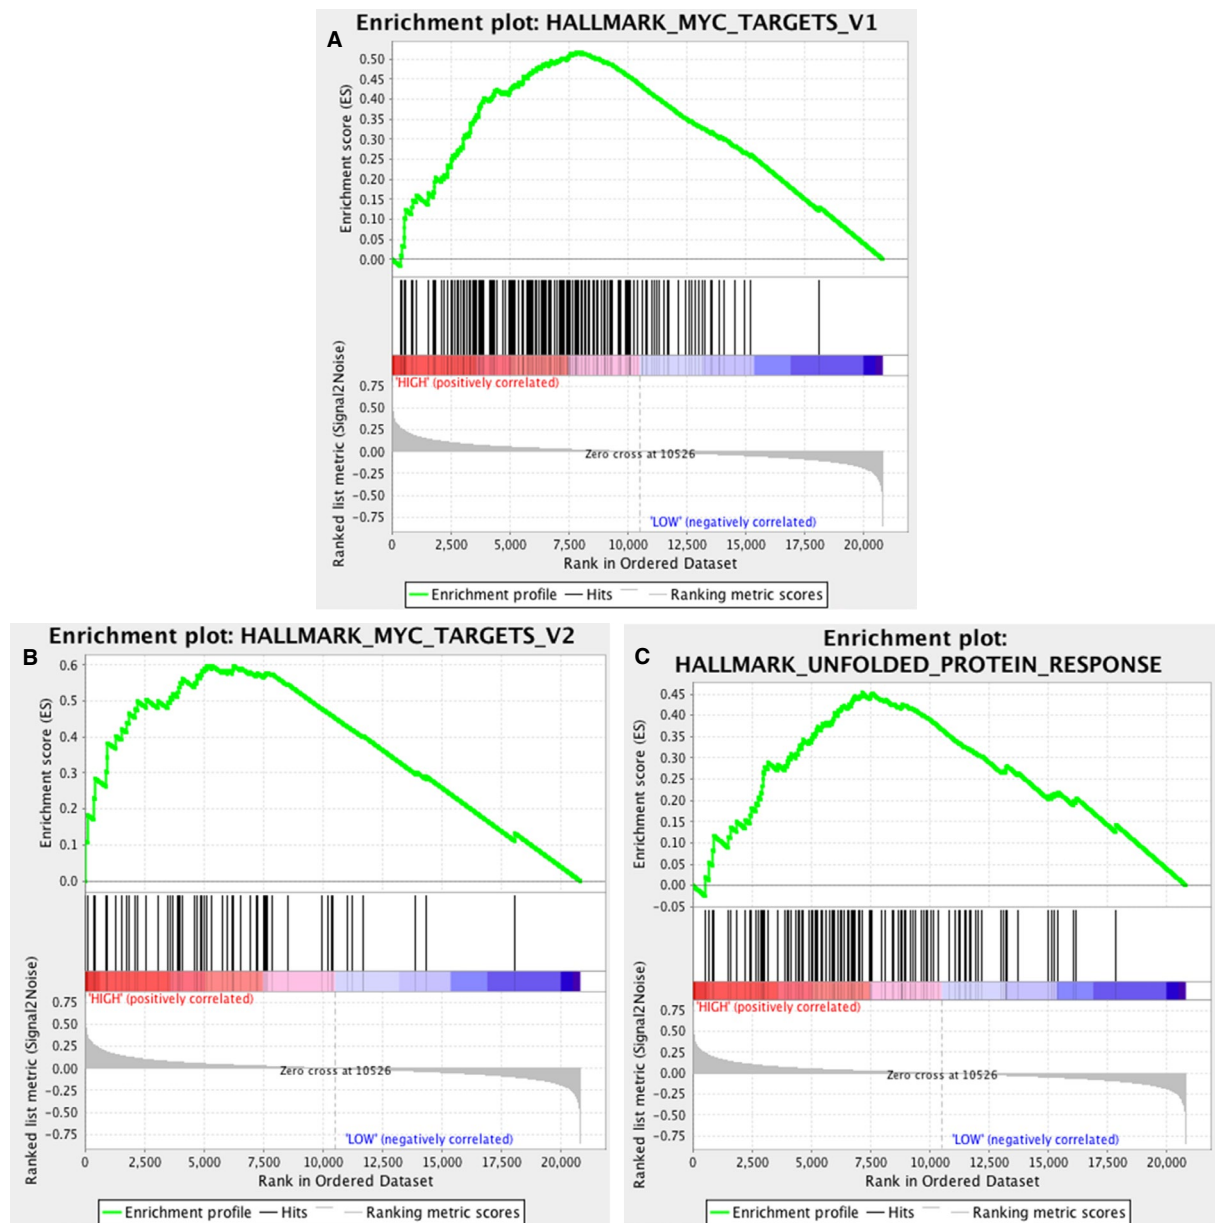 Enrichment plot: HALLMARK_MYC_TARGETS_V1
A
Enrichment score (ES)
0.50
0.45
0.40
0.35
0.30
0.25
0.20
0.15
0.10
0.05
0.00
'HIGH' (positively correlated)
Ranked list metric (Signal2Noise)
0.75
0.50
0.25
0.00
−0.25
−0.50
−0.75
Zero cross at 10526
'LOW' (negatively correlated)
0 2,500 5,000 7,500 10,000 12,500 15,000 17,500 20,000
Rank in Ordered Dataset
Enrichment profile Hits Ranking metric scores
Enrichment plot: HALLMARK_MYC_TARGETS_V2
B
Enrichment score (ES)
0.6
0.5
0.4
0.3
0.2
0.1
0.0
'HIGH' (positively correlated)
Ranked list metric (Signal2Noise)
0.75
0.50
0.25
0.00
−0.25
−0.50
−0.75
Zero cross at 10526
'LOW' (negatively correlated)
0 2,500 5,000 7,500 10,000 12,500 15,000 17,500 20,000
Rank in Ordered Dataset
Enrichment profile Hits Ranking metric scores
Enrichment plot:
HALLMARK_UNFOLDED_PROTEIN_RESPONSE
C
Enrichment score (ES)
0.45
0.40
0.35
0.30
0.25
0.20
0.15
0.10
0.05
0.00
−0.05
'HIGH' (positively correlated)
Ranked list metric (Signal2Noise)
0.75
0.50
0.25
0.00
−0.25
−0.50
−0.75
Zero cross at 10526
'LOW' (negatively correlated)
0 2,500 5,000 7,500 10,000 12,500 15,000 17,500 20,000
Rank in Ordered Dataset
Enrichment profile Hits Ranking metric scores